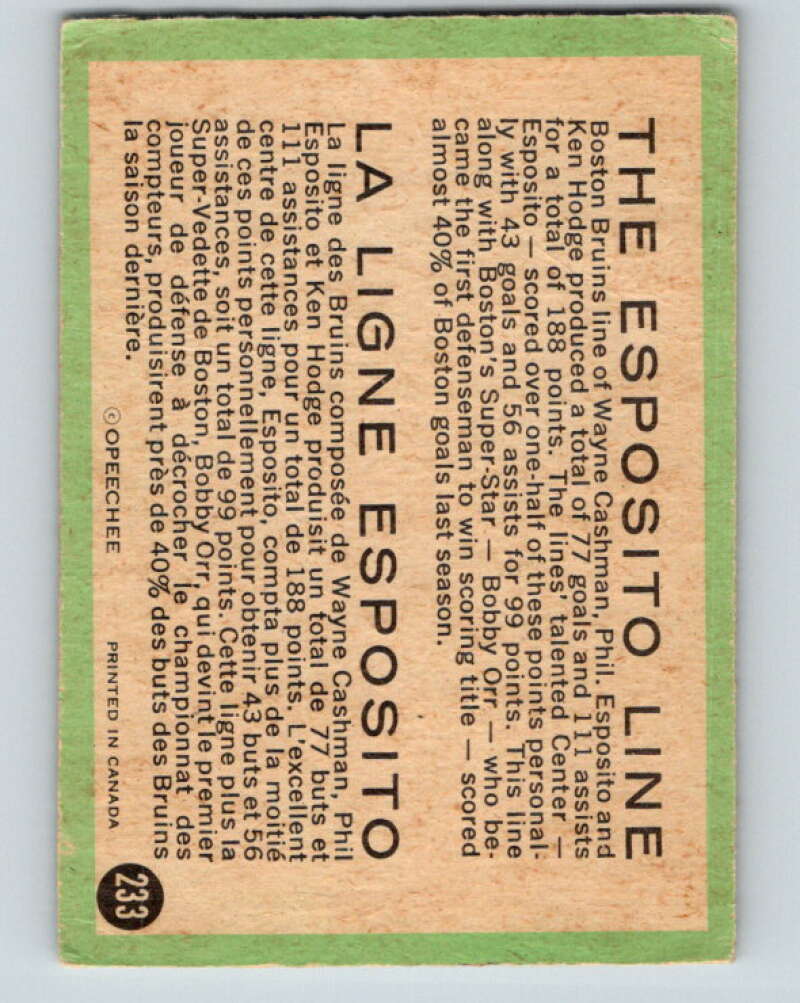 THE ESPOSITO LINE
Boston Bruins line of Wayne Cashman, Phil. Esposito and
Ken Hodge produced a total of 77 goals and 111 assists
for a total of 188 points. The lines' talented Center —
Esposito — scored over one-half of these points personal-
ly with 43 goals and 56 assists for 99 points. This line
along with Boston's Super-Star — Bobby Orr — who be-
came the first defenseman to win scoring title — scored
almost 40% of Boston goals last season.
LA LIGNE ESPOSITO
La ligne des Bruins composée de Wayne Cashman, Phil
Esposito et Ken Hodge produisit un total de 77 buts et
111 assistances pour un total de 188 points. L'excellent
centre de cette ligne, Esposito, compta plus de la moitié
de ces points personnellement pour obtenir 43 buts et 56
assistances, soit un total de 99 points. Cette ligne plus la
Super-Vedette de Boston, Bobby Orr, qui devint le premier
joueur de défense à décrocher le championnat des
compteurs, produisirent près de 40% des buts des Bruins
la saison dernière.
© OPEECHEE PRINTED IN CANADA
233